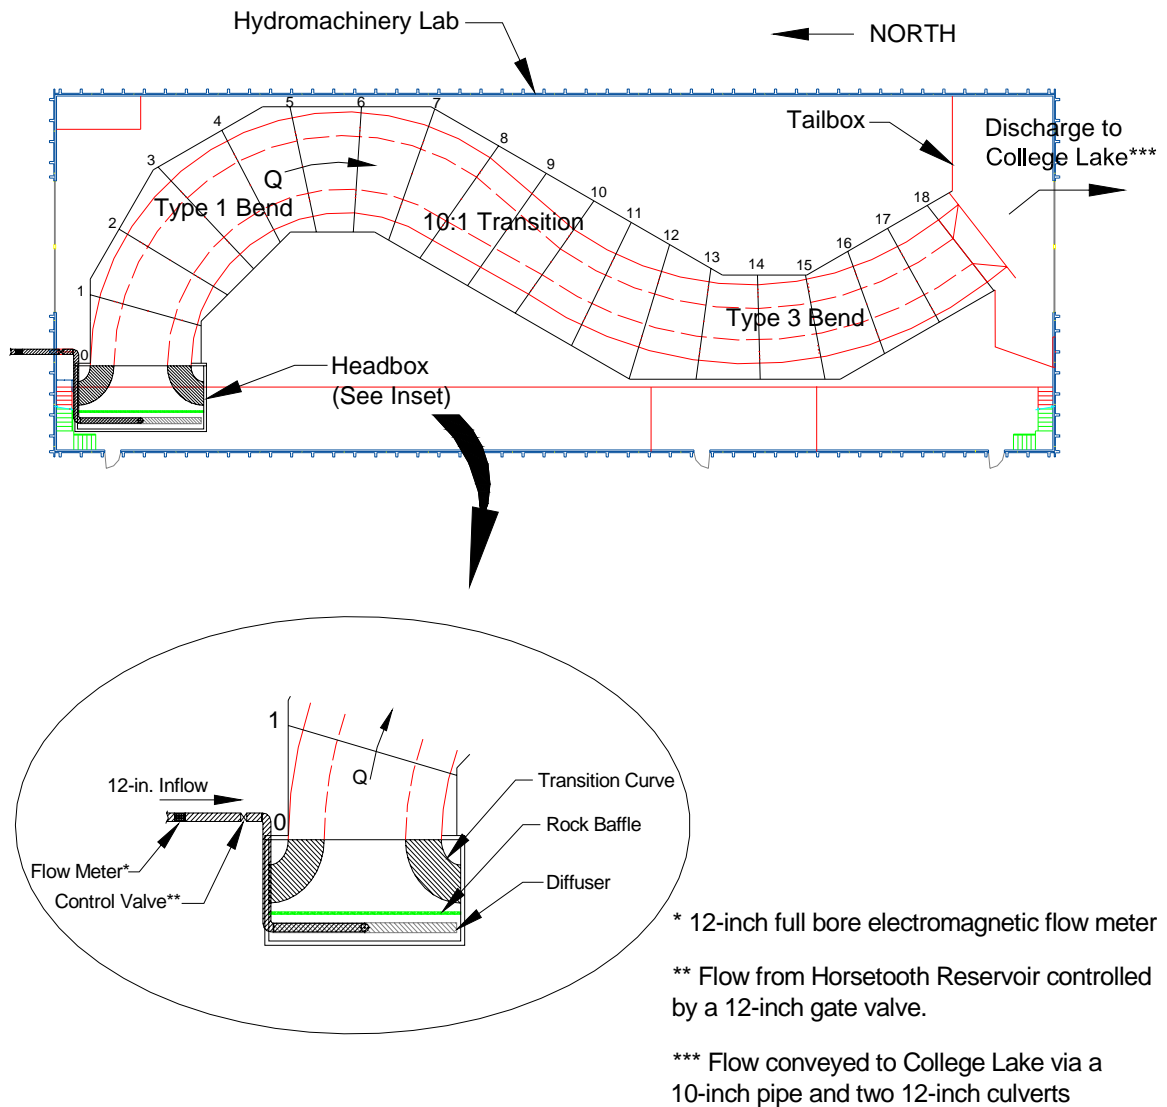 Hydromachinery Lab
NORTH
Tailbox
Discharge to
College Lake***
0
1
2
3
4
5
6
7
8
9
10
11
12
13
14
15
16
17
18
Q
Type 1 Bend
10:1 Transition
Type 3 Bend
Headbox
(See Inset)
1
Q
12-in. Inflow
0
Flow Meter*
Control Valve**
Transition Curve
Rock Baffle
Diffuser
* 12-inch full bore electromagnetic flow meter
** Flow from Horsetooth Reservoir controlled
by a 12-inch gate valve.
*** Flow conveyed to College Lake via a
10-inch pipe and two 12-inch culverts